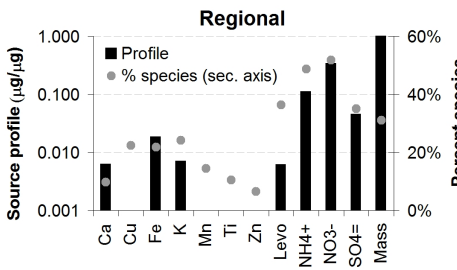 Regional
1.000
0.100
0.010
0.001
Source profile (µg/µg)
Profile
% species (sec. axis)
60%
40%
20%
0%
Percent species
Ca
Cu
Fe
K
Mn
Ti
Zn
Levo
NH4+
NO3-
SO4=
Mass